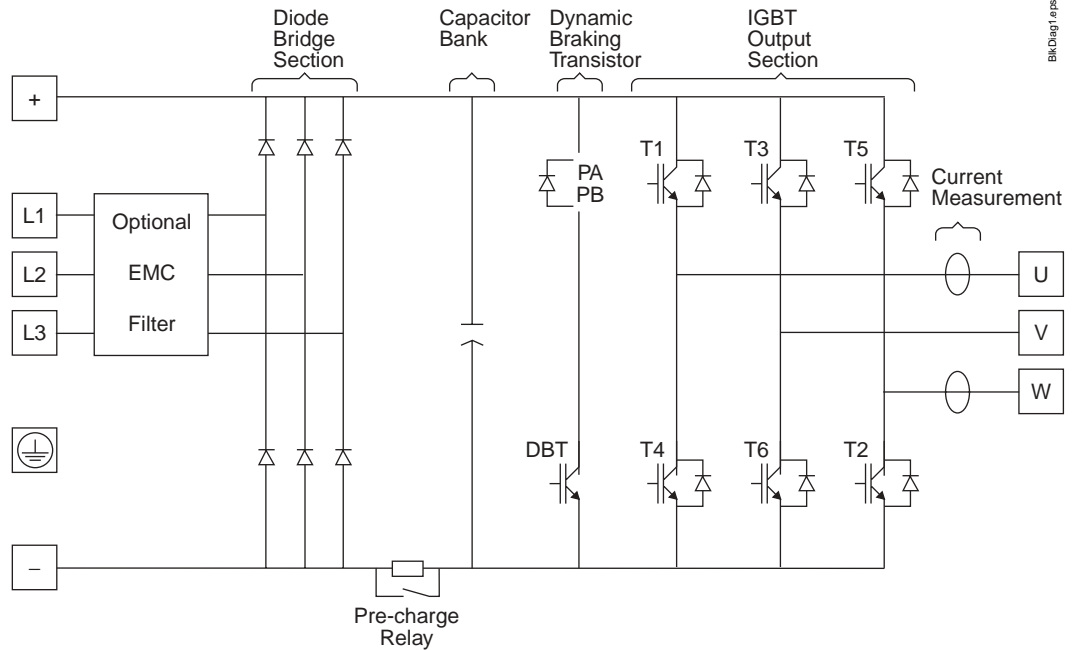 Diode
Bridge
Section
Capacitor
Bank
Dynamic
Braking
Transistor
IGBT
Output
Section
BlkDiag1.eps
+
T1
T3
T5
PA
PB
Current
Measurement
L1
L2
L3
Optional
EMC
Filter
U
V
W
DBT
T4
T6
T2
–
Pre-charge
Relay